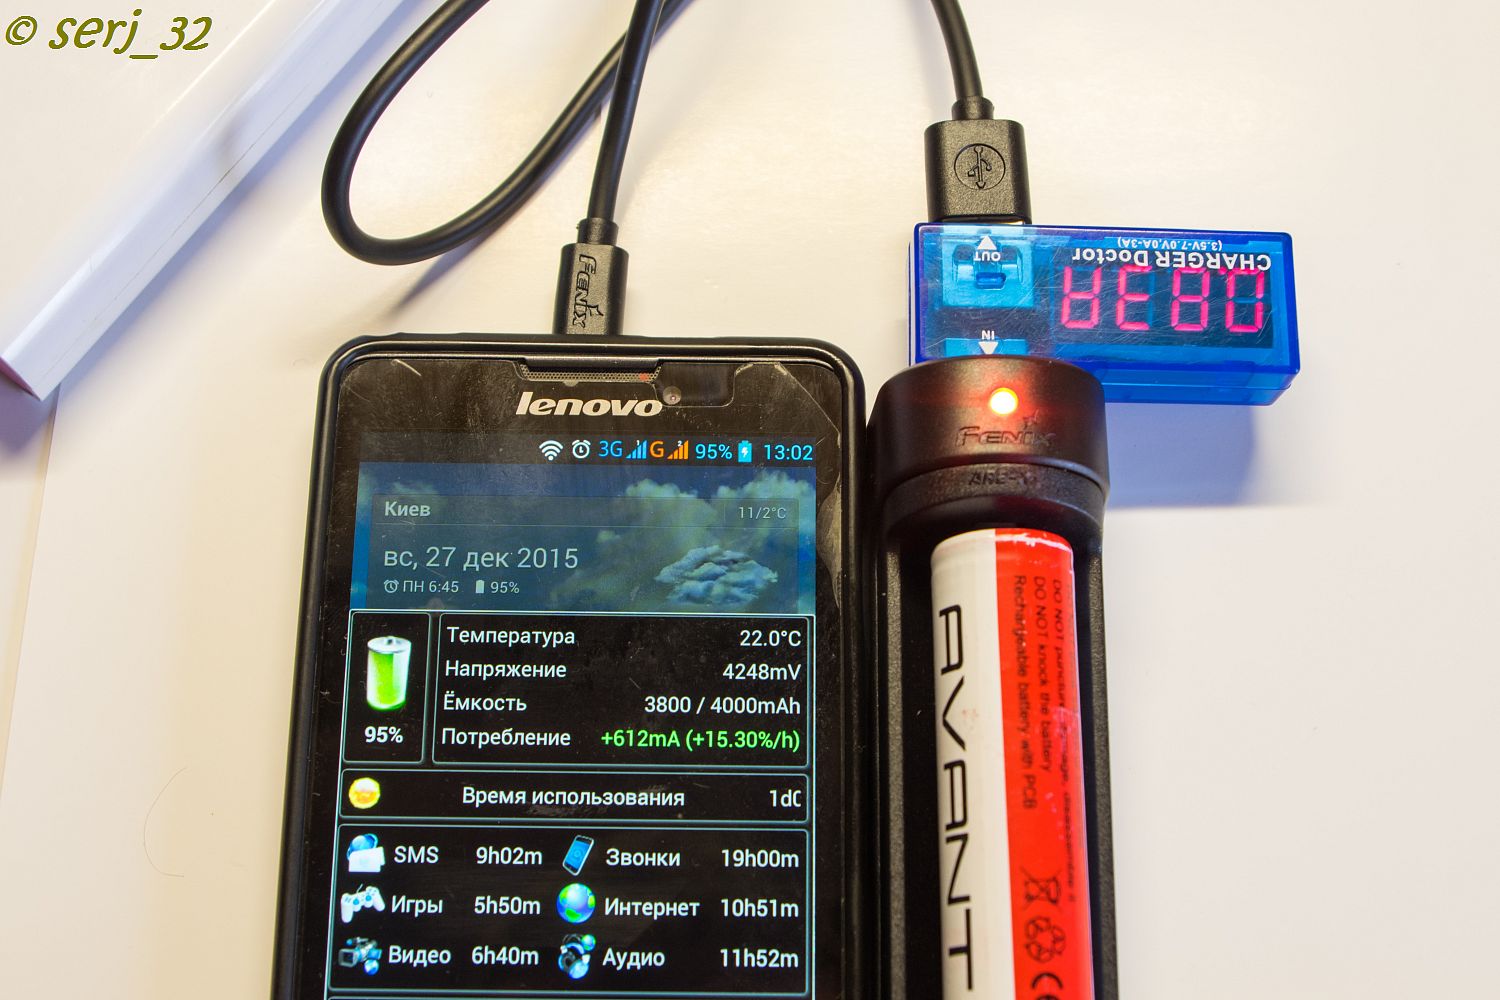 © serj_32
Fenix
OUT
IN
CHARGER Doctor
(3.5V-7.0V,0A-3A)
lenovo
3G
G
95%
13:02
Киев
11/2°C
вс, 27 дек 2015
ПН 6:45
95%
95%
Температура 22.0°C
Напряжение 4248mV
Ёмкость 3800 / 4000mAh
Потребление +612mA (+15.30%/h)
Время использования 1d
SMS 9h02m Звонки 19h00m
Игры 5h50m Интернет 10h51m
Видео 6h40m Аудио 11h52m
Fenix
AVANT
DO NOT
DO NOT knock the battery
Rechargeable battery with PCB